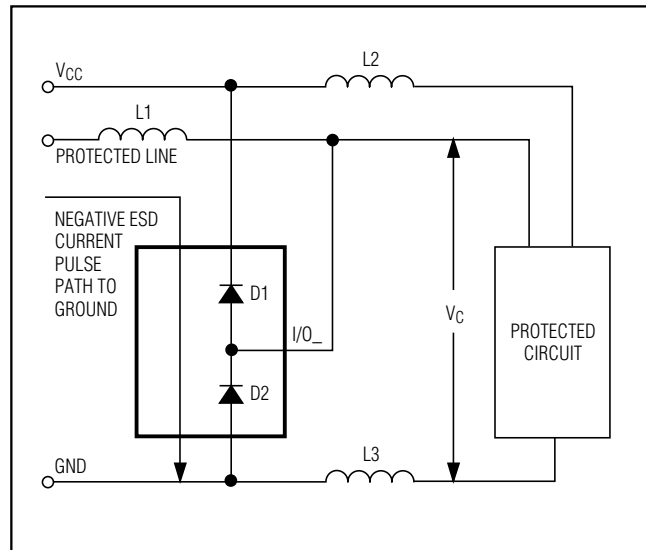 VCC
L2
L1
PROTECTED LINE
NEGATIVE ESD
CURRENT
PULSE
PATH TO
GROUND
D1
I/O_
D2
VC
PROTECTED
CIRCUIT
GND
L3